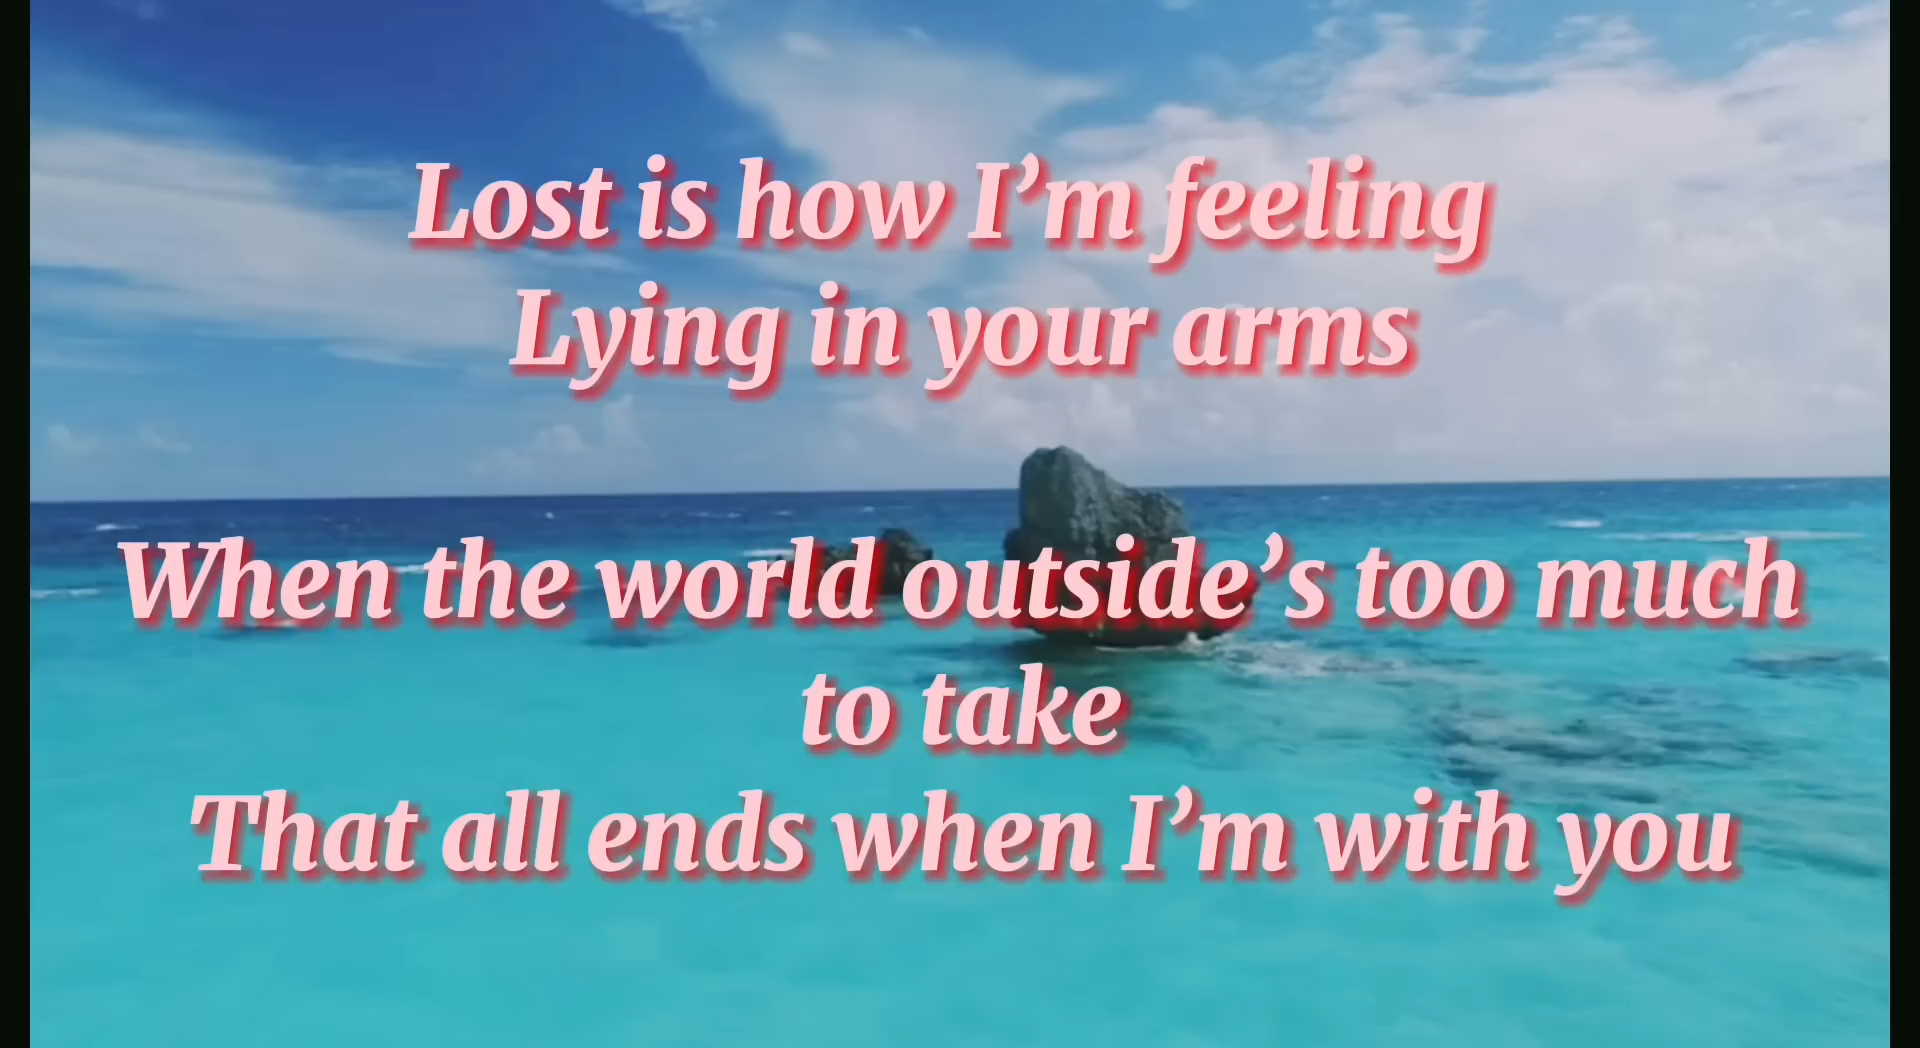 Lost is how I’m feeling
Lying in your arms
When the world outside’s too much
to take
That all ends when I’m with you